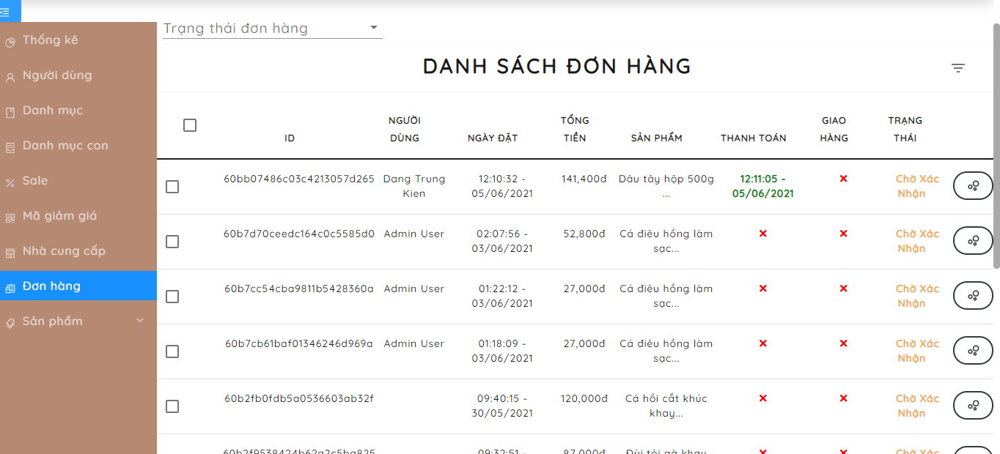 Trạng thái đơn hàng
Thống kê
Người dùng
Danh mục
Danh mục con
Sale
Mã giảm giá
Nhà cung cấp
Đơn hàng
Sản phẩm
DANH SÁCH ĐƠN HÀNG
ID
NGƯỜI
DÙNG
NGÀY ĐẶT
TỔNG
TIỀN
SẢN PHẨM
THANH TOÁN
GIAO
HÀNG
TRẠNG
THÁI
60bb07486c03c4213057d265 Dang Trung 12:10:32 - 141,400đ Dâu tây hộp 500g 12:11:05 - Chờ Xác
Kien 05/06/2021 ... 05/06/2021 Nhận
60b7d70ceedc164c0c5585d0 Admin User 02:07:56 - 52,800đ Cá điêu hồng làm Chờ Xác
03/06/2021 sạc... Nhận
60b7cc54cba9811b5428360a Admin User 01:22:12 - 27,000đ Cá điêu hồng làm Chờ Xác
03/06/2021 sạc... Nhận
60b7cb61baf01346246d969a Admin User 01:18:09 - 27,000đ Cá điêu hồng làm Chờ Xác
03/06/2021 sạc... Nhận
60b2fb0fdb5a0536603ab32f 09:40:15 - 120,000đ Cá hồi cắt khúc Chờ Xác
30/05/2021 khay... Nhận
09:32:51 - 87,000đ Đùi tỏi gà khay Chờ Xác